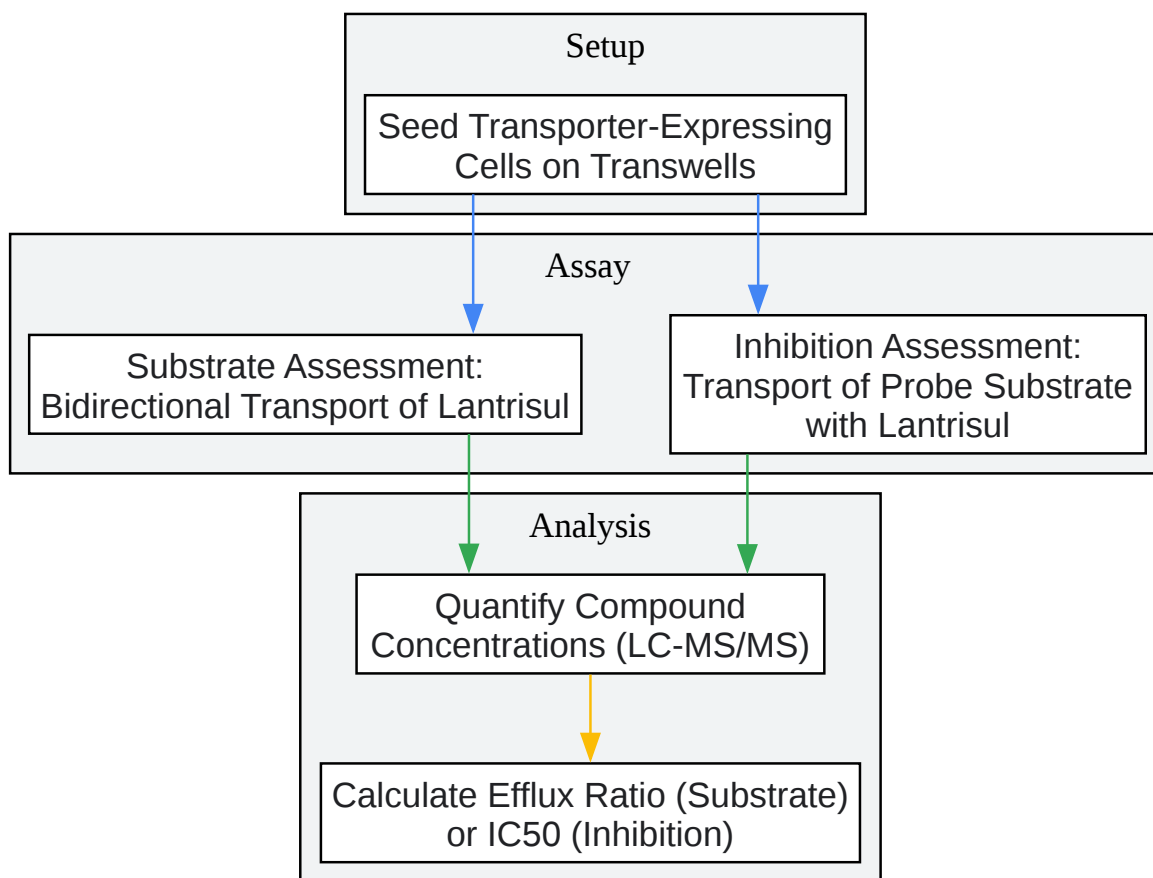 Setup
Seed Transporter-Expressing
Cells on Transwells
Assay
Substrate Assessment:
Bidirectional Transport of Lantrisul
Inhibition Assessment:
Transport of Probe Substrate
with Lantrisul
Analysis
Quantify Compound
Concentrations (LC-MS/MS)
Calculate Efflux Ratio (Substrate)
or IC50 (Inhibition)